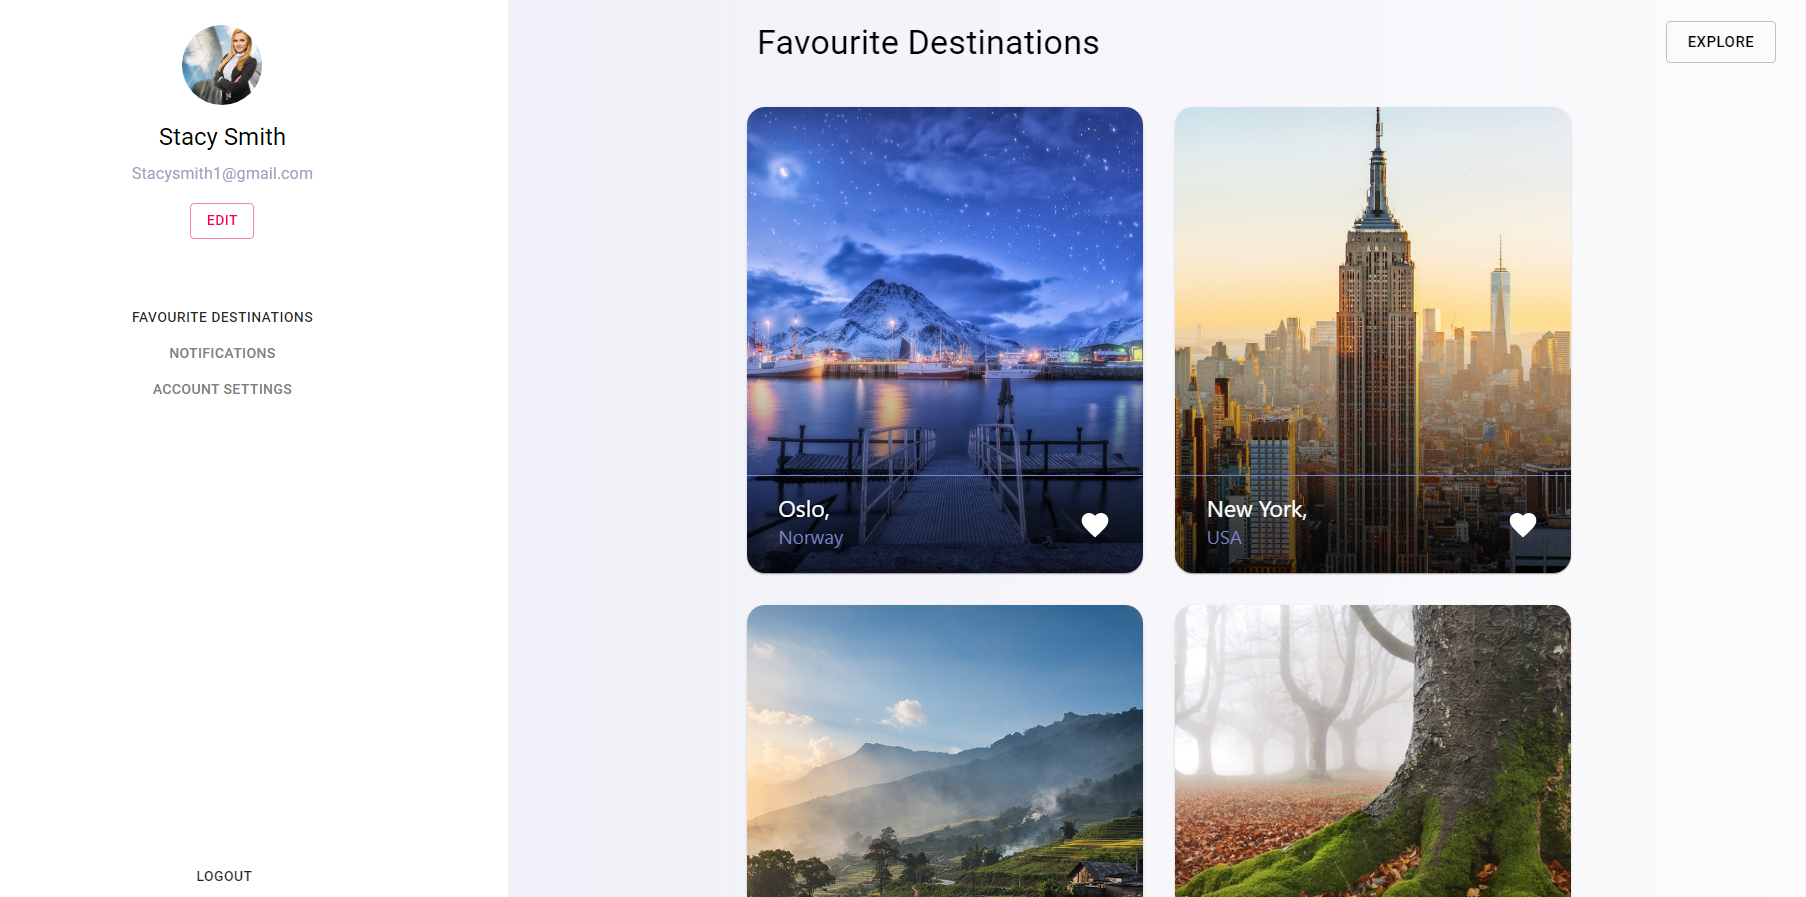 Stacy Smith
Stacysmith1@gmail.com
EDIT
FAVOURITE DESTINATIONS
NOTIFICATIONS
ACCOUNT SETTINGS
LOGOUT
Favourite Destinations
EXPLORE
Oslo,
Norway
New York,
USA